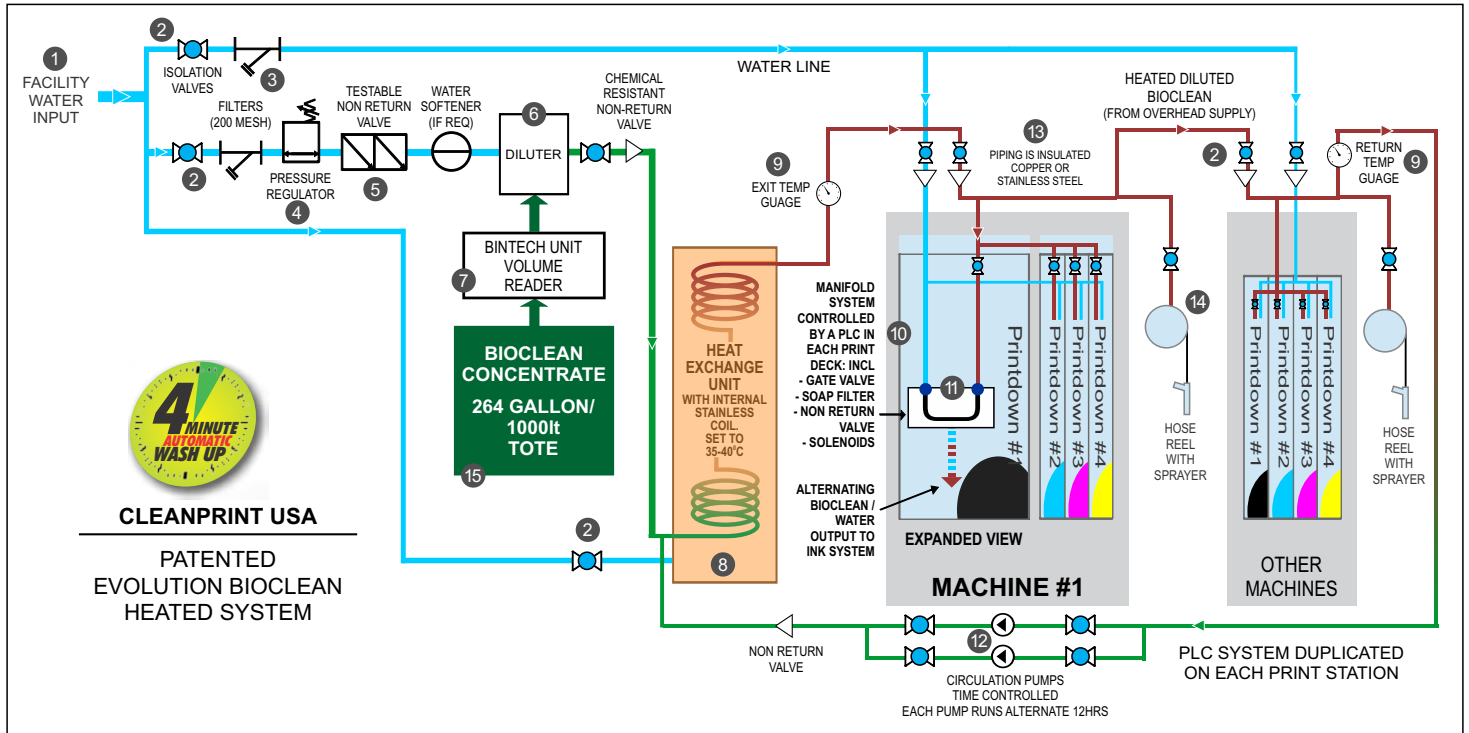 1
FACILITY
WATER
INPUT
2
ISOLATION
VALVES
3
WATER LINE
2
FILTERS
(200 MESH)
PRESSURE
REGULATOR
4
TESTABLE
NON RETURN
VALVE
5
WATER
SOFTENER
(IF REQ)
6
DILUTER
CHEMICAL
RESISTANT
NON-RETURN
VALVE
BINTECH UNIT
VOLUME
READER
7
BIOCLEAN
CONCENTRATE
264 GALLON/
1000lt
TOTE
15
4
MINUTE
AUTOMATIC
WASH UP
CLEANPRINT USA
PATENTED
EVOLUTION BIOCLEAN
HEATED SYSTEM
2
HEAT
EXCHANGE
UNIT
WITH INTERNAL
STAINLESS
COIL.
SET TO
35-40°C
8
9
EXIT TEMP
GUAGE
13
PIPING IS INSULATED
COPPER OR
STAINLESS STEEL
HEATED DILUTED
BIOCLEAN
(FROM OVERHEAD SUPPLY)
2
RETURN
TEMP
GUAGE
9
MANIFOLD
SYSTEM
CONTROLLED
BY A PLC IN
EACH PRINT
DECK: INCL
- GATE VALVE
- SOAP FILTER
- NON RETURN
VALVE
- SOLENOIDS
10
11
ALTERNATING
BIOCLEAN /
WATER
OUTPUT TO
INK SYSTEM
Printdown #1
Printdown #2
Printdown #3
Printdown #4
EXPANDED VIEW
MACHINE #1
14
HOSE
REEL
WITH
SPRAYER
Printdown #1
Printdown #2
Printdown #3
Printdown #4
OTHER
MACHINES
HOSE
REEL
WITH
SPRAYER
NON RETURN
VALVE
12
CIRCULATION PUMPS
TIME CONTROLLED
EACH PUMP RUNS ALTERNATE 12HRS
PLC SYSTEM DUPLICATED
ON EACH PRINT STATION